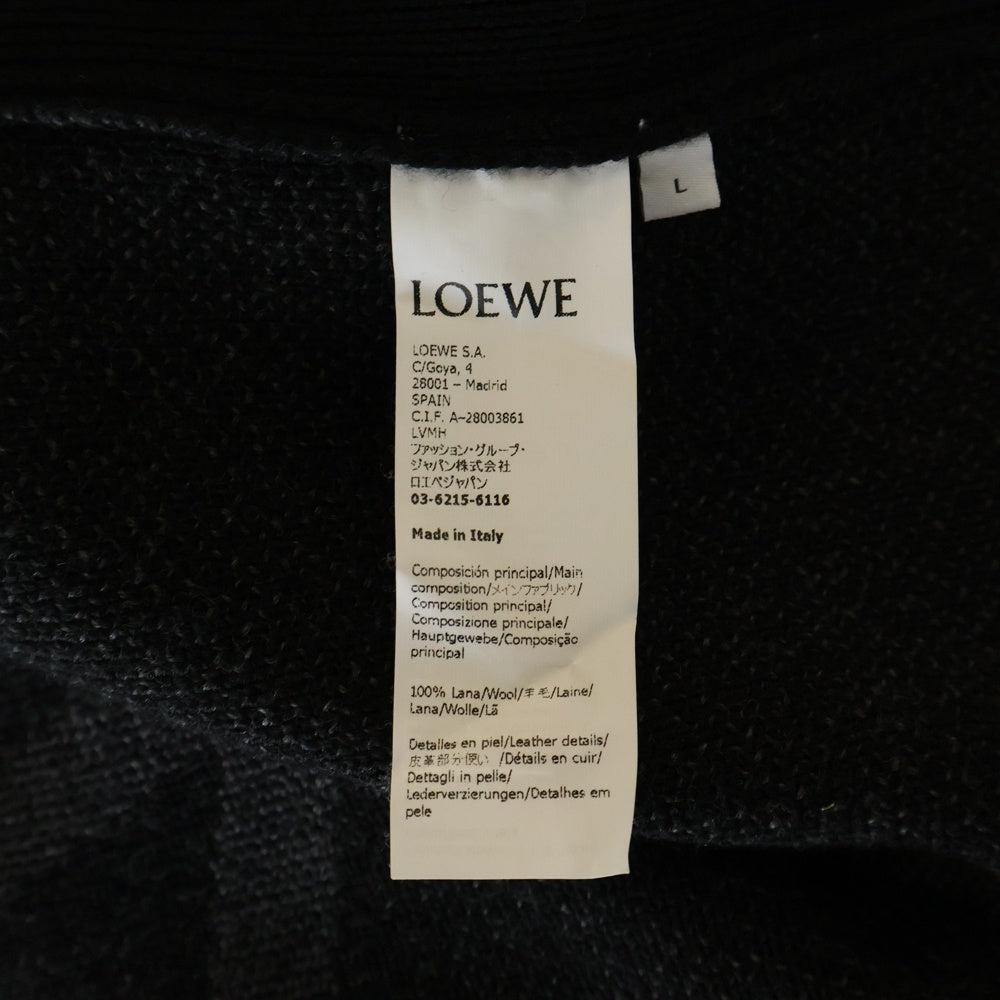 L
LOEWE
LOEWE S.A.
C/Goya, 4
28001 – Madrid
SPAIN
C.I.F. A-28003861
LVMH
ファッション・グループ・
ジャパン株式会社
ロエベジャパン
03-6215-6116
Made in Italy
Composición principal/Main
composition/メインファブリック/
Composition principal/
Composizione principale/
Hauptgewebe/Composição
principal
100% Lana/Wool/羊毛/Laine/
Lana/Wolle/Lã
Detalles en piel/Leather details/
皮革部分使い /Détails en cuir/
Dettagli in pelle/
Lederverzierungen/Detalhes em
pele